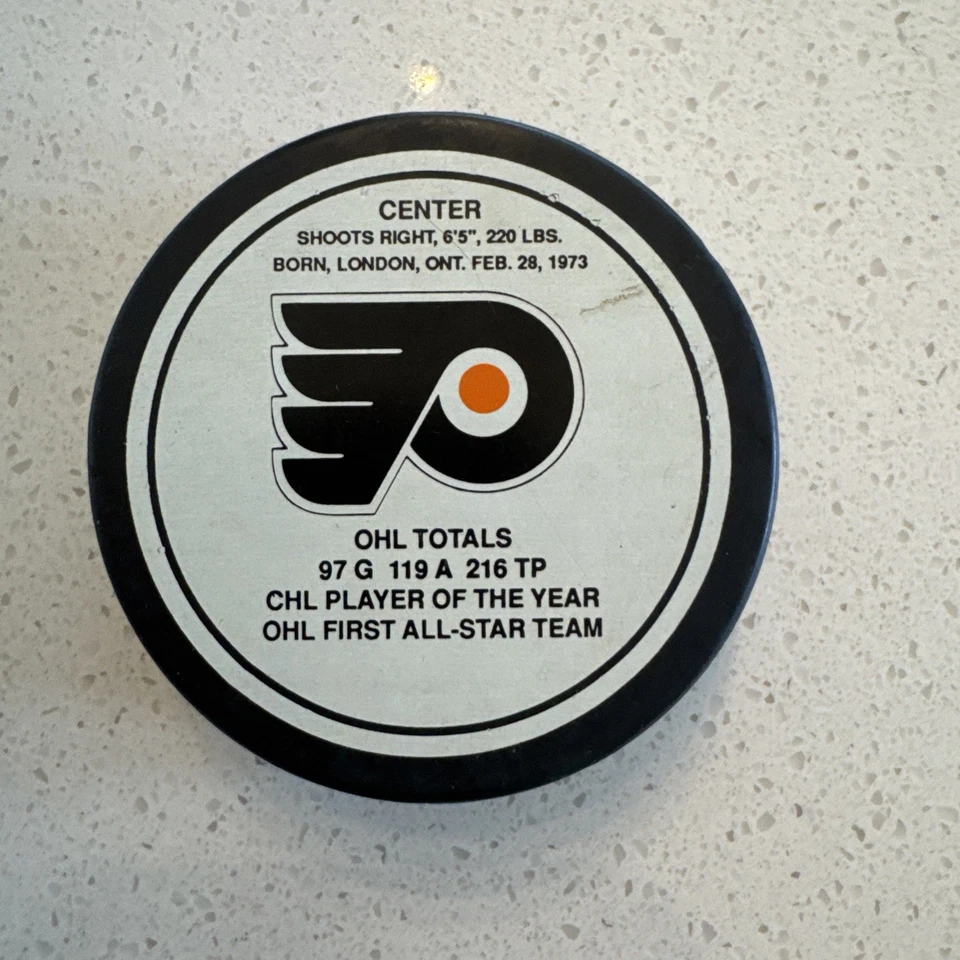 CENTER
SHOOTS RIGHT, 6'5", 220 LBS.
BORN, LONDON, ONT. FEB. 28, 1973
OHL TOTALS
97 G 119 A 216 TP
CHL PLAYER OF THE YEAR
OHL FIRST ALL-STAR TEAM